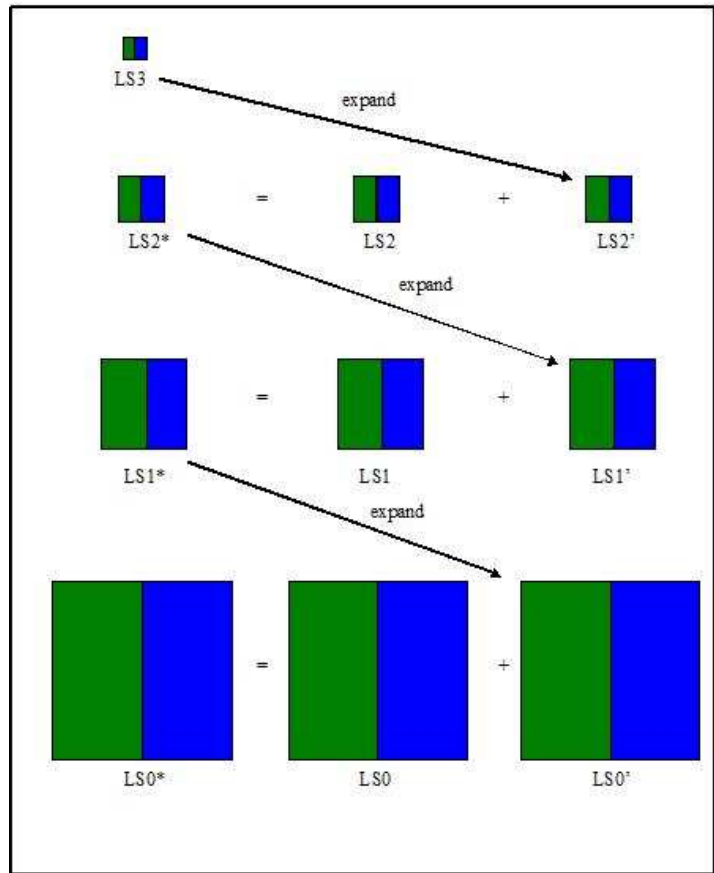 LS3
expand
= +
LS2* LS2 LS2’
expand
= +
LS1* LS1 LS1’
expand
= +
LS0* LS0 LS0’